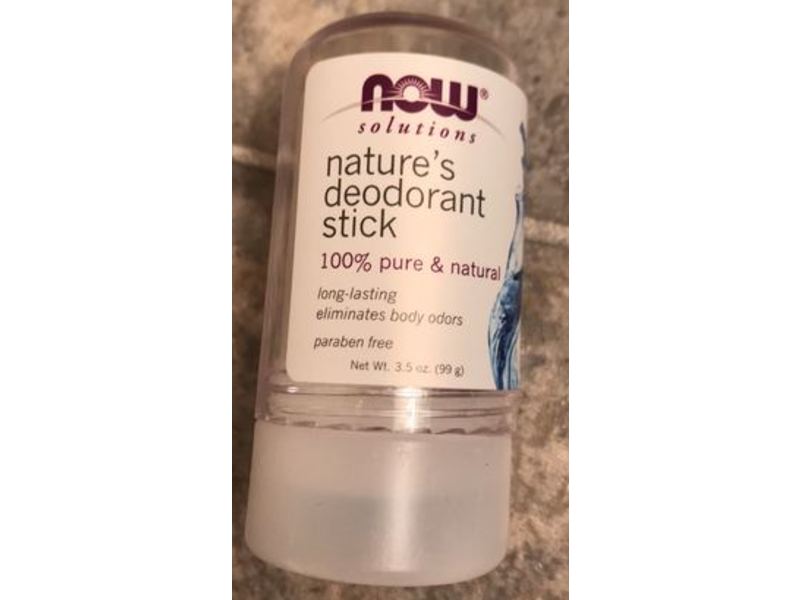 now®
solutions
nature's
deodorant
stick
100% pure & natural
long-lasting
eliminates body odors
paraben free
Net Wt. 3.5 oz. (99 g)